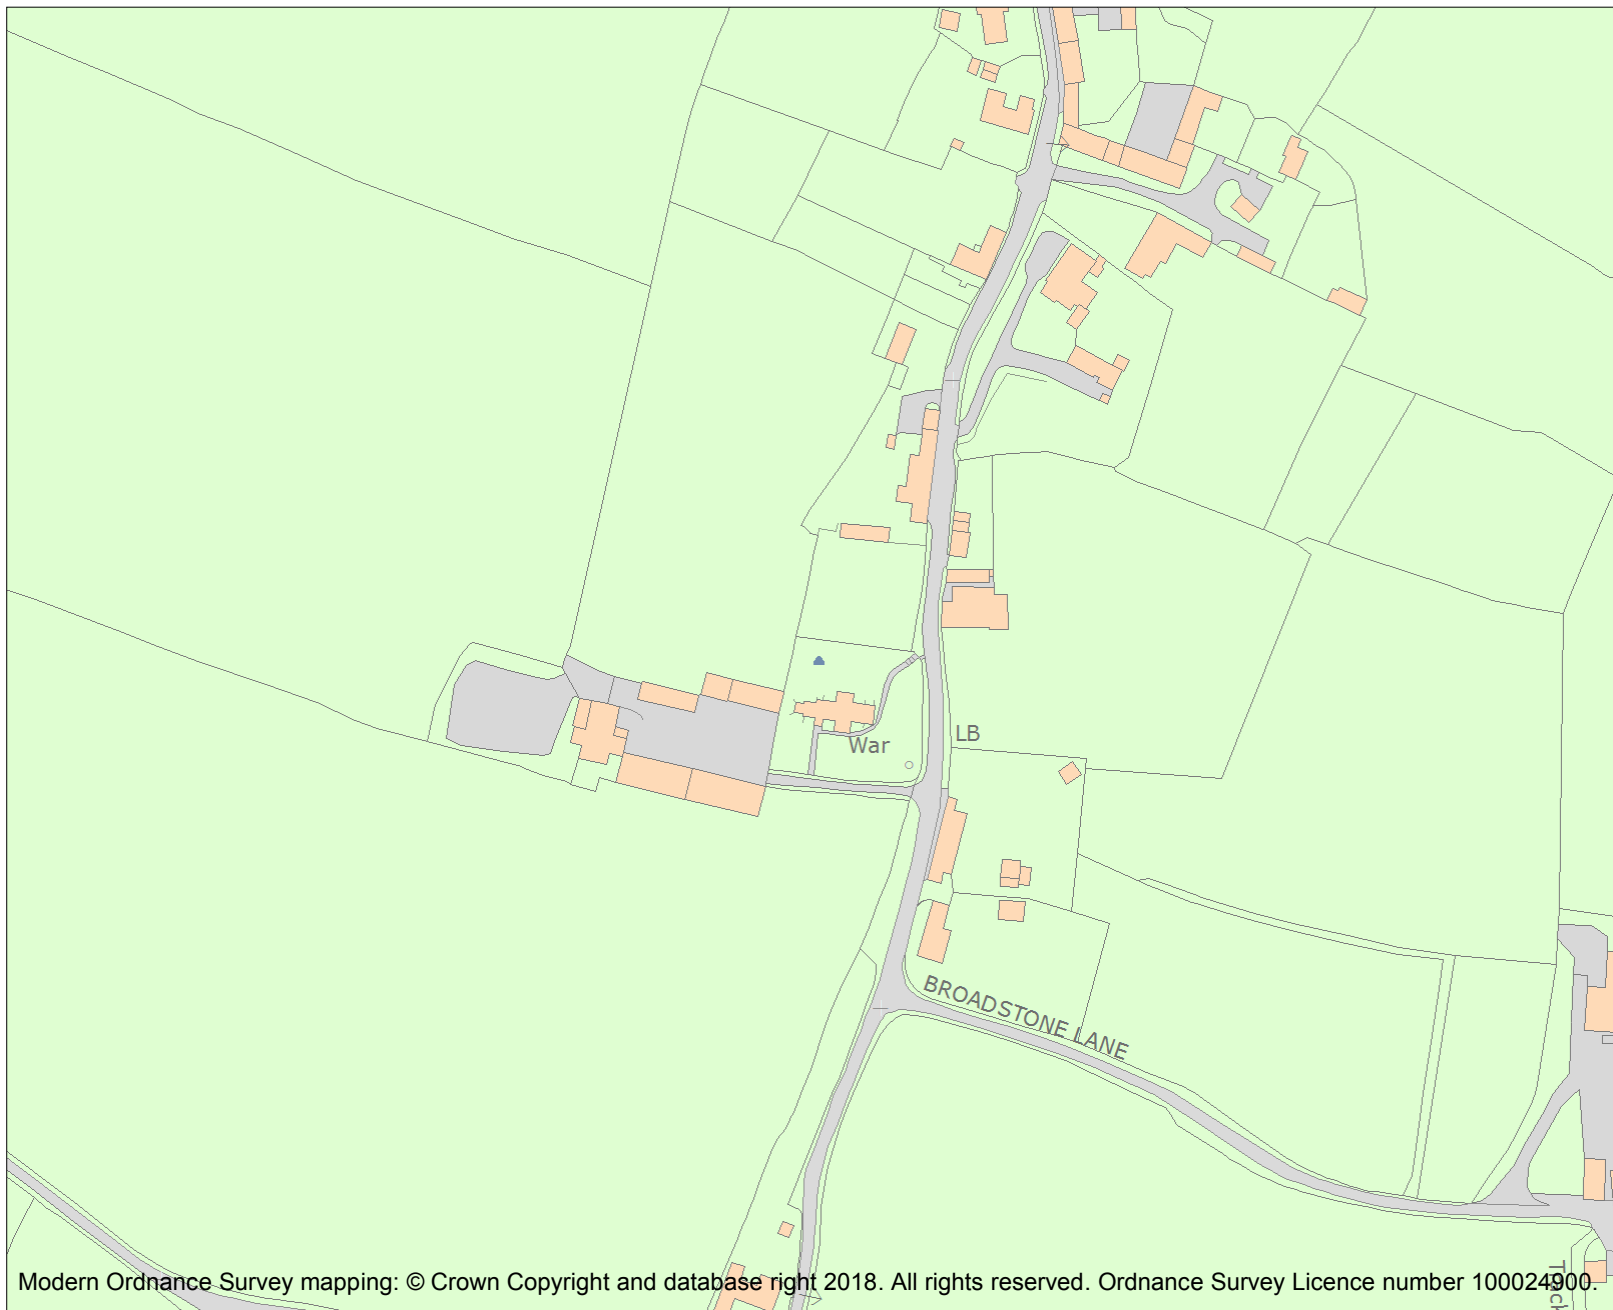 LB
War
BROADSTONE LANE
Modern Ordnance Survey mapping: © Crown Copyright and database right 2018. All rights reserved. Ordnance Survey Licence number 100024900.